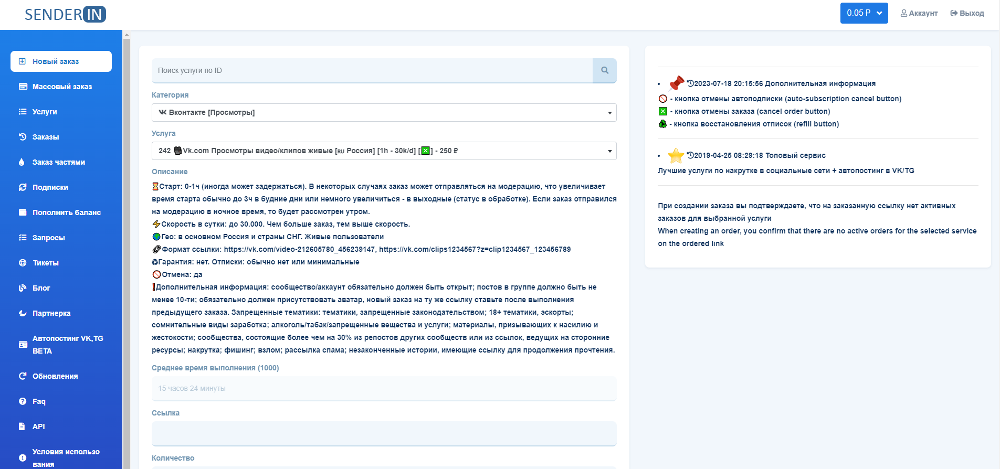 SENDERIN
0.05 ₽
Аккаунт
Выход
Новый заказ
Массовый заказ
Услуги
Заказы
Заказ частями
Подписки
Пополнить баланс
Запросы
Тикеты
Блог
Партнерка
Автопостинг VK,TG
BETA
Обновления
Faq
API
Условия использо
вания
Поиск услуги по ID
Категория
Вконтакте [Просмотры]
Услуга
242 Vk.com Просмотры видео/клипов живые [RU Россия] [1h - 30k/d] [❎] - 250 ₽
Описание
⏳Старт: 0-1ч (иногда может задержаться). В некоторых случаях заказ может отправляться на модерацию, что увеличивает
время старта обычно до 3ч в будние дни или немного увеличиться - в выходные (статус в обработке). Если заказ отправился
на модерацию в ночное время, то будет рассмотрен утром.
⚡Скорость в сутки: до 30.000. Чем больше заказ, тем выше скорость.
🌍Гео: в основном Россия и страны СНГ. Живые пользователи
🔗Формат ссылки: https://vk.com/video-212605780_456239147, https://vk.com/clips1234567?z=clip1234567_123456789
♻Гарантия: нет. Отписки: обычно нет или минимальные
🚫Отмена: да
❗Дополнительная информация: сообщество/аккаунт обязательно должен быть открыт; постов в группе должно быть не
менее 10-ти; обязательно должен присутствовать аватар, новый заказ на ту же ссылку ставьте после выполнения
предыдущего заказа. Запрещенные тематики: тематики, запрещенные законодательством; 18+ тематики, эскорты;
сомнительные виды заработка; алкоголь/табак/запрещенные вещества и услуги; материалы, призывающих к насилию и
жестокости; сообщества, состоящие более чем на 30% из репостов других сообществ или из ссылок, ведущих на сторонние
ресурсы; накрутка; фишинг; взлом; рассылка спама; незаконченные истории, имеющие ссылку для продолжения прочтения.
Среднее время выполнения (1000)
15 часов 24 минуты
Ссылка
Количество
2023-07-18 20:15:56 Дополнительная информация
🚫 - кнопка отмены автоподписки (auto-subscription cancel button)
❎ - кнопка отмены заказа (cancel order button)
♻ - кнопка восстановления отписок (refill button)
2019-04-25 08:29:18 Топовый сервис
Лучшие услуги по накрутке в социальные сети + автопостинг в VK/TG
При создании заказа вы подтверждаете, что на заказанную ссылку нет активных
заказов для выбранной услуги
When creating an order, you confirm that there are no active orders for the selected service
on the ordered link